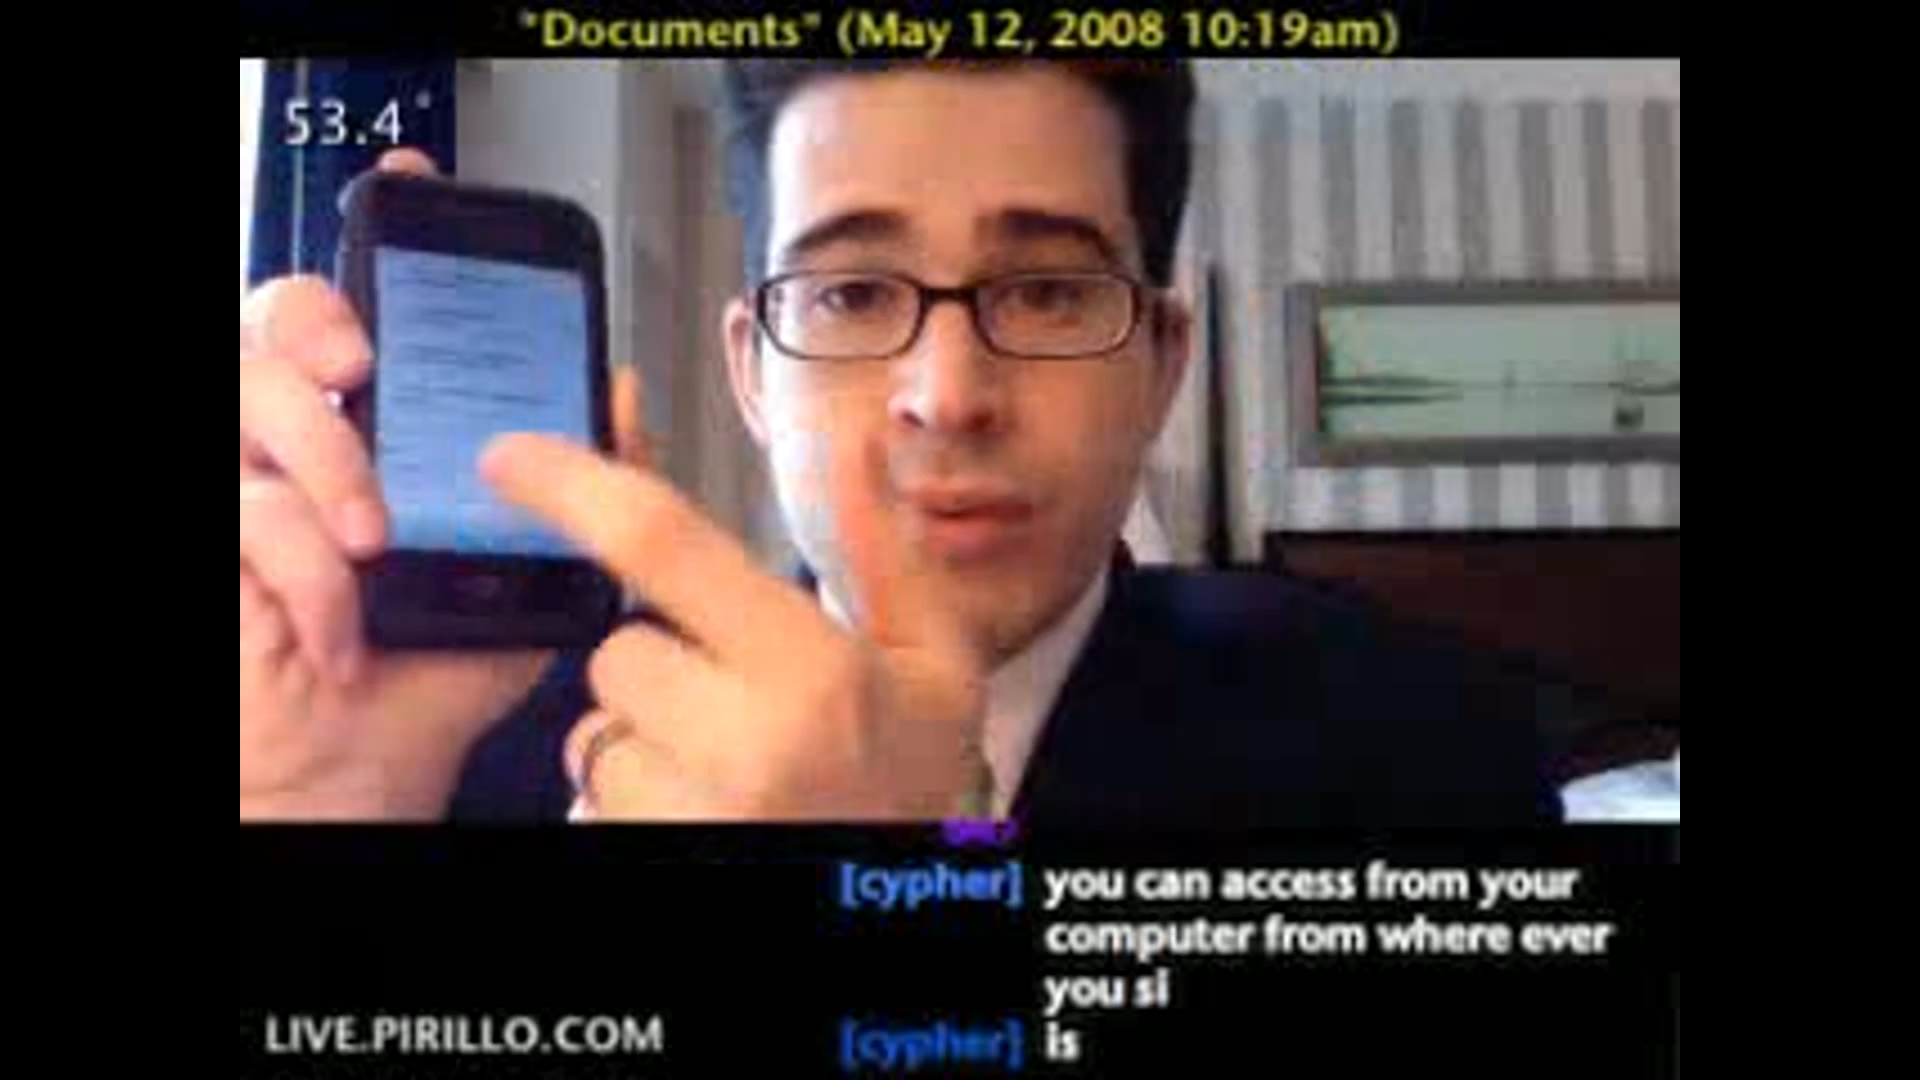 "Documents" (May 12, 2008 10:19am)
53.4°
[cypher] you can access from your
computer from where ever
you si
[cypher] is
LIVE.PIRILLO.COM